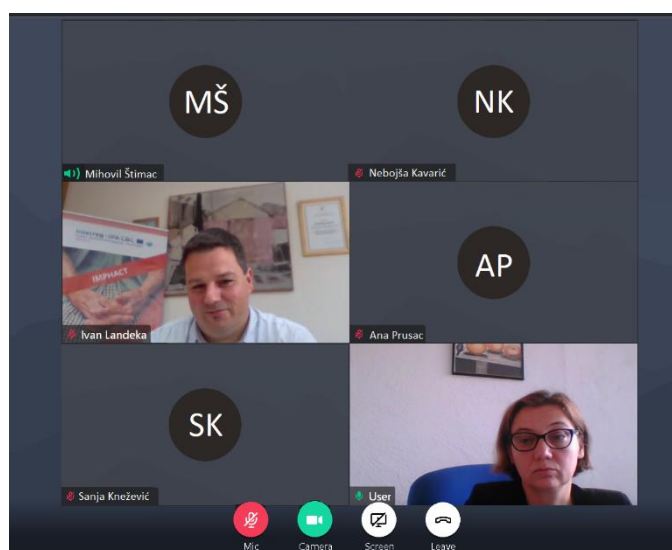 MŠ
NK
Mihovil Štimac
Nebojša Kavarić
IMPHACT
Ivan Landeka
AP
Ana Prusac
SK
Sanja Knežević
User
Mic
Camera
Screen
Leave